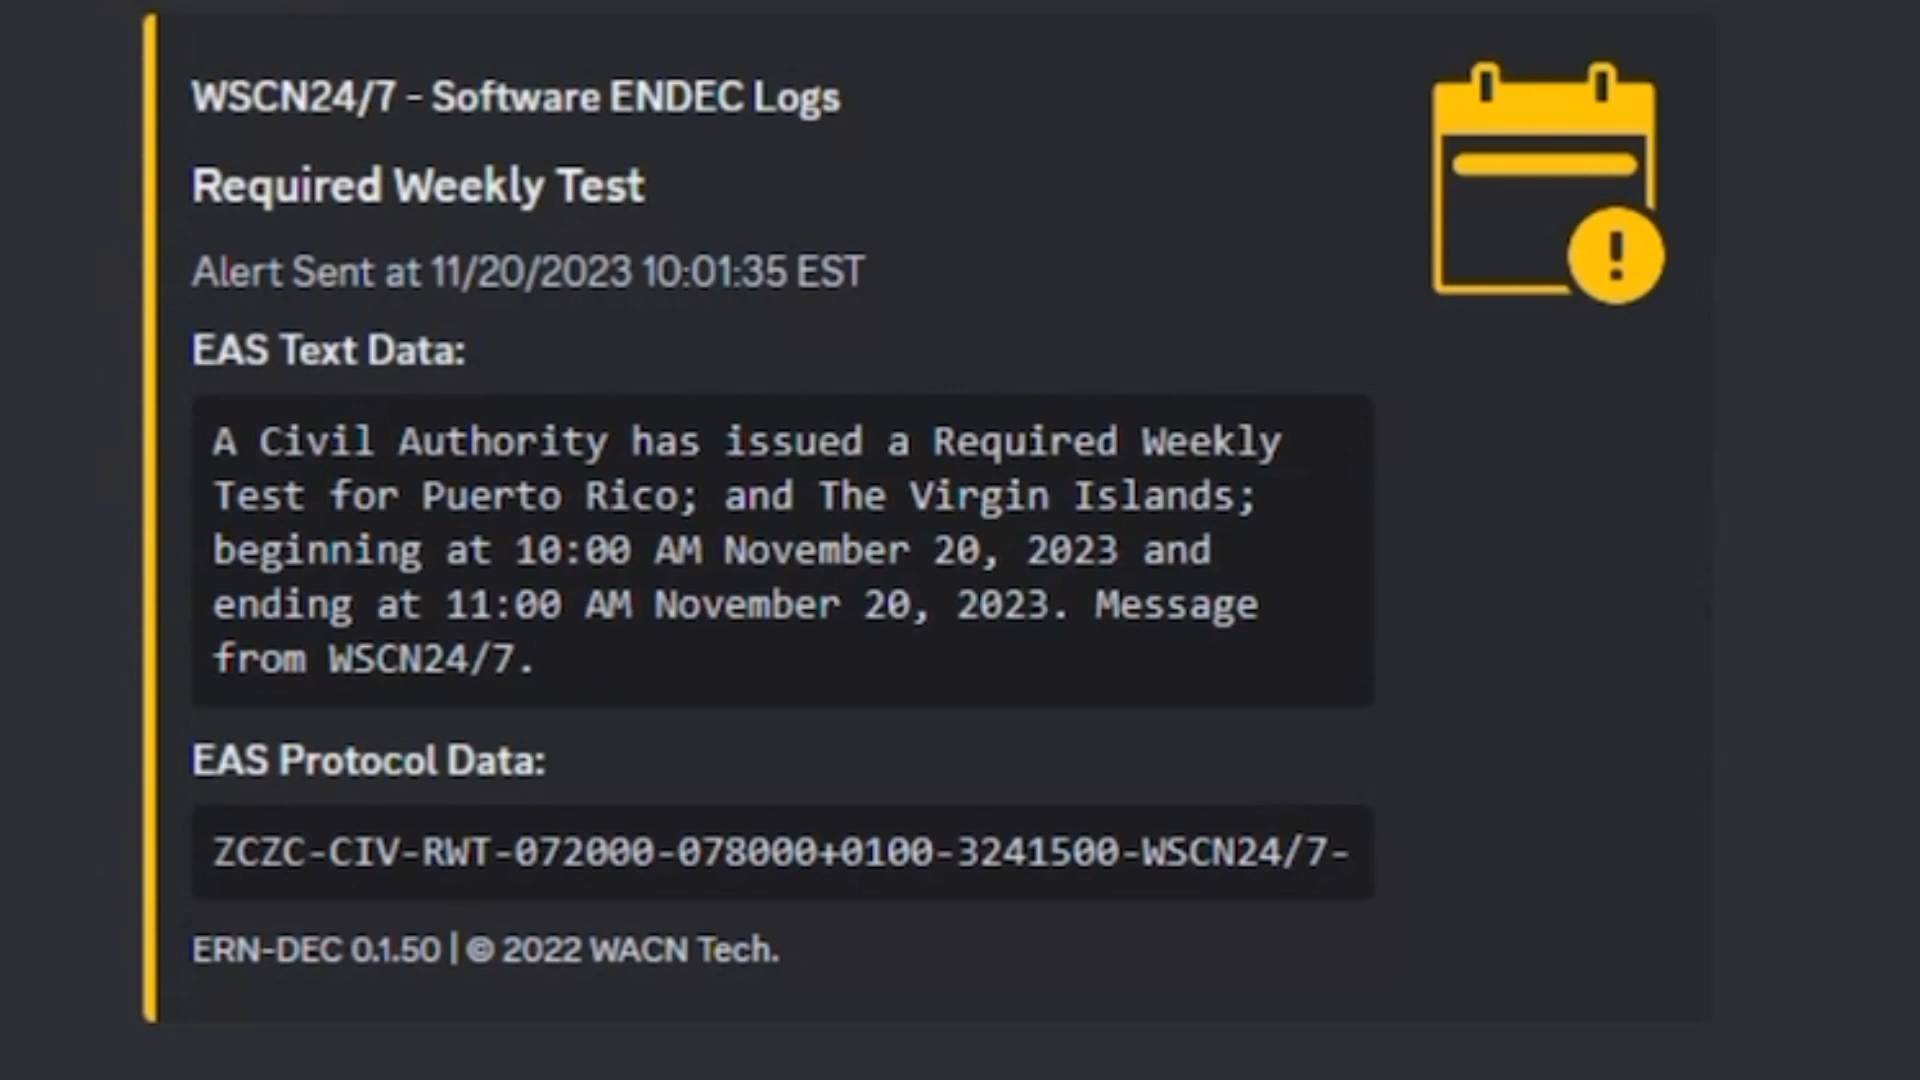 WSCN24/7 - Software ENDEC Logs
Required Weekly Test
Alert Sent at 11/20/2023 10:01:35 EST
EAS Text Data:
A Civil Authority has issued a Required Weekly
Test for Puerto Rico; and The Virgin Islands;
beginning at 10:00 AM November 20, 2023 and
ending at 11:00 AM November 20, 2023. Message
from WSCN24/7.
EAS Protocol Data:
ZCZC-CIV-RWT-072000-078000+0100-3241500-WSCN24/7-
ERN-DEC 0.1.50 | © 2022 WACN Tech.